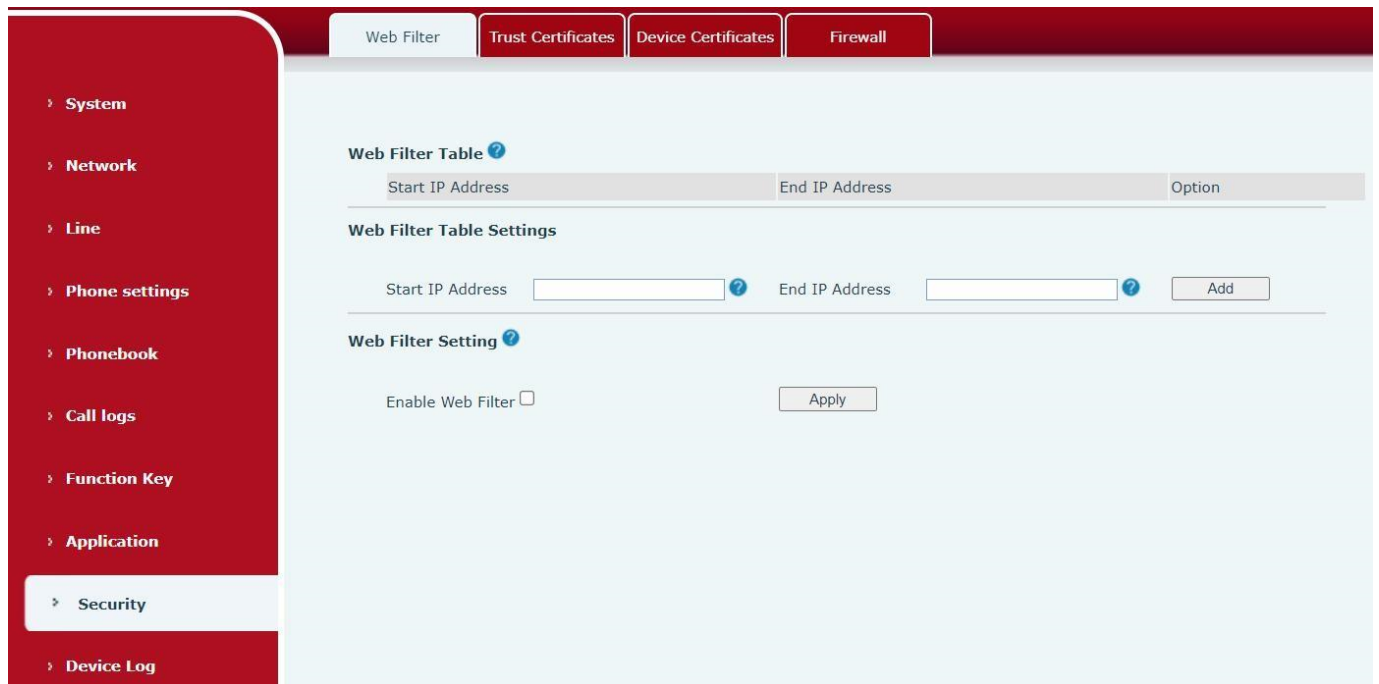 Web Filter
Trust Certificates
Device Certificates
Firewall
System
Network
Line
Phone settings
Phonebook
Call logs
Function Key
Application
Security
Device Log
Web Filter Table ?
Start IP Address End IP Address Option
Web Filter Table Settings
Start IP Address ? End IP Address ? Add
Web Filter Setting ?
Enable Web Filter Apply